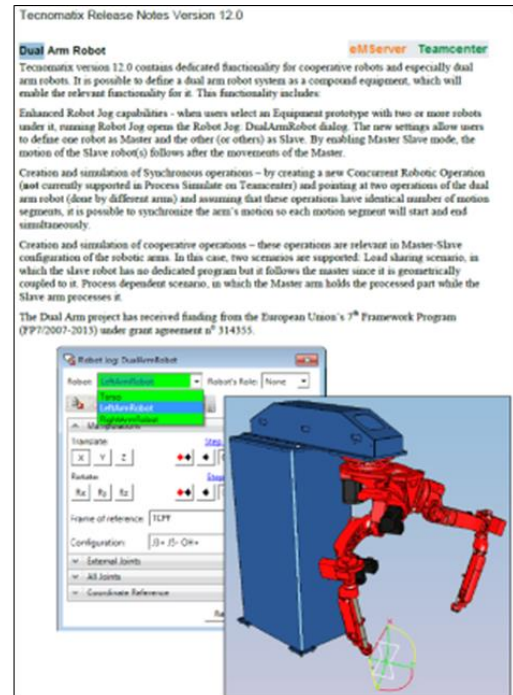 Tecnomatix Release Notes Version 12.0
Dual Arm Robot
eMServer Teamcenter
Tecnomatix version 12.0 contains dedicated functionality for cooperative robots and especially dual
arm robots. It is possible to define a dual arm robot system as a compound equipment, which will
enable the relevant functionality for it. This functionality includes:
Enhanced Robot Jog capabilities - when users select an Equipment prototype with two or more robots
under it, running Robot Jog opens the Robot Jog: DualArmRobot dialog. The new settings allow users
to define one robot as Master and the other (or others) as Slave. By enabling Master Slave mode, the
motion of the Slave robot(s) follows after the movements of the Master.
Creation and simulation of Synchronous operations – by creating a new Concurrent Robotic Operation
(not currently supported in Process Simulate on Teamcenter) and pointing at two operations of the dual
arm robot (done by different arms) and assuming that these operations have identical number of motion
segments, it is possible to synchronize the arm's motion so each motion segment will start and end
simultaneously.
Creation and simulation of cooperative operations – these operations are relevant in Master-Slave
configuration of the robotic arms. In this case, two scenarios are supported: Load sharing scenario, in
which the slave robot has no dedicated program but it follows the master since it is geometrically
coupled to it. Process dependent scenario, in which the Master arm holds the processed part while the
Slave arm processes it.
The Dual Arm project has received funding from the European Union's 7th Framework Program
(FP7/2007-2013) under grant agreement n° 314355.
Robot Jog: DualArmRobot
Robot: LeftArmRobot Robot's Role: None
Torso
LeftArmRobot
RightArmRobot
Manipulations
Translate:
X Y Z
Rotate:
Rx Ry Rz
Frame of reference: TCPF
Configuration: J3+ J5- OH+
External Joints
All Joints
Coordinate Reference